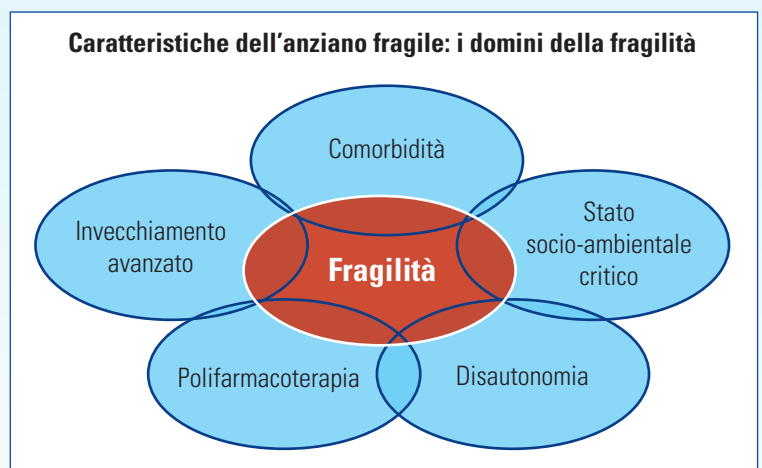 Caratteristiche dell'anziano fragile: i domini della fragilità
Comorbidità
Invecchiamento
avanzato
Stato
socio-ambientale
critico
Fragilità
Polifarmacoterapia
Disautonomia